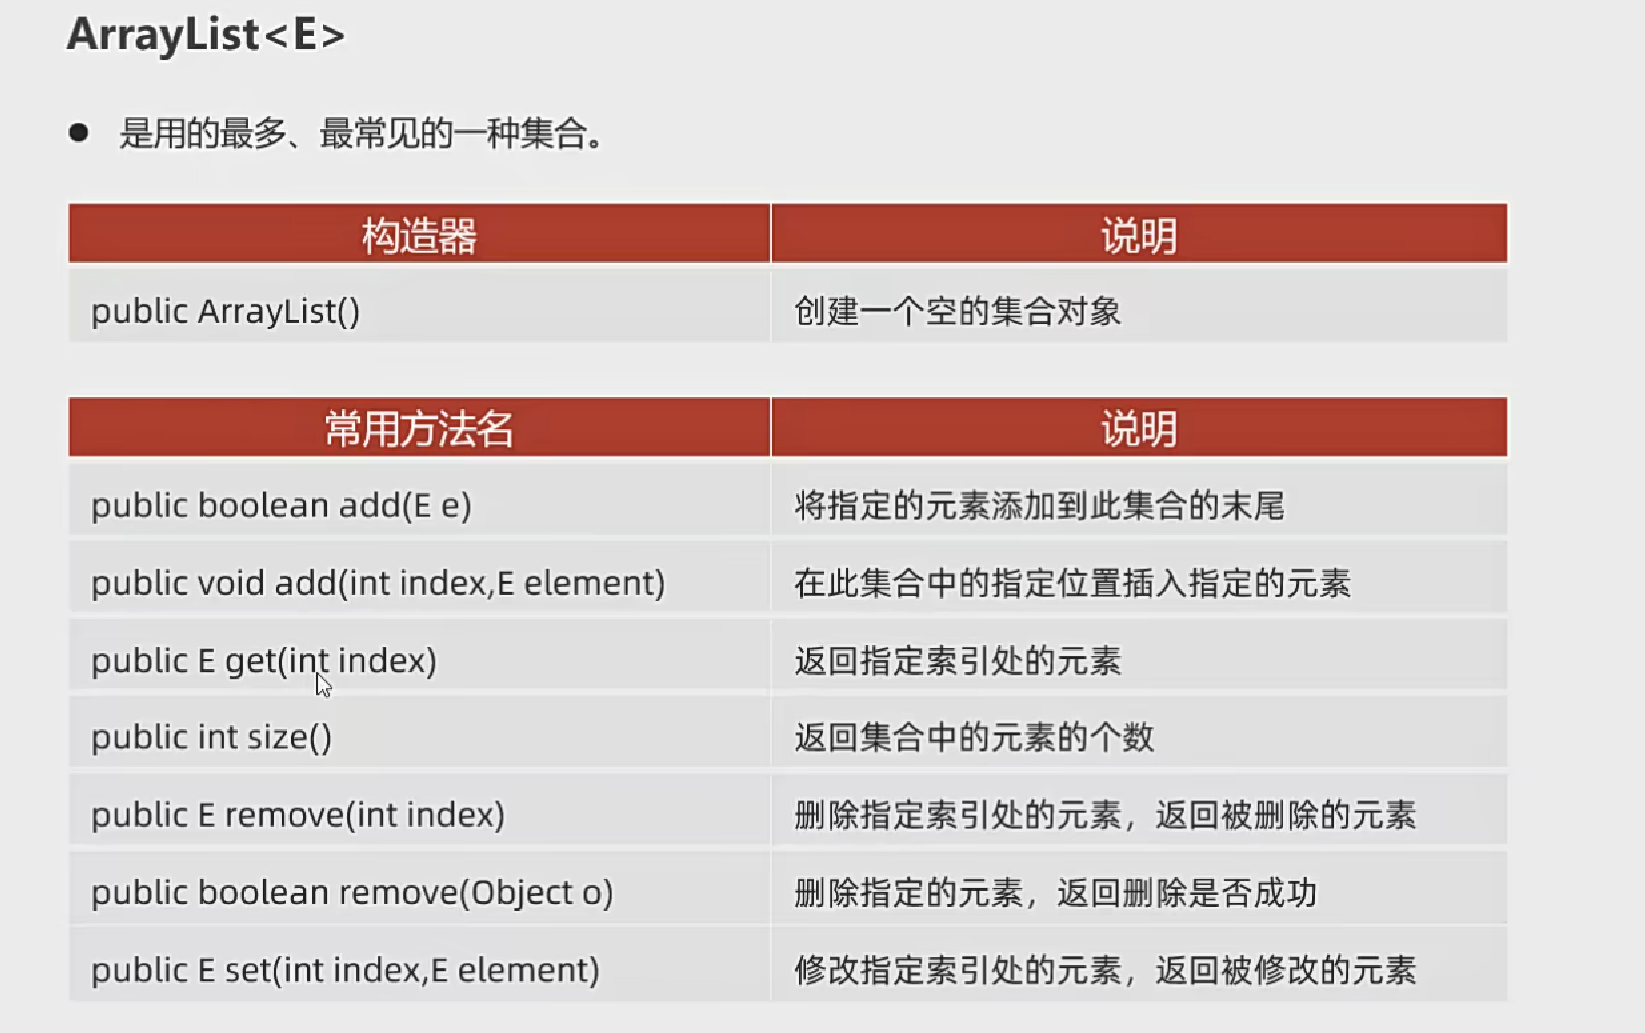 ArrayList<E>
● 是用的最多、最常见的一种集合。
构造器 说明
public ArrayList() 创建一个空的集合对象
常用方法名 说明
public boolean add(E e) 将指定的元素添加到此集合的末尾
public void add(int index,E element) 在此集合中的指定位置插入指定的元素
public E get(int index) 返回指定索引处的元素
public int size() 返回集合中的元素的个数
public E remove(int index) 删除指定索引处的元素，返回被删除的元素
public boolean remove(Object o) 删除指定的元素，返回删除是否成功
public E set(int index,E element) 修改指定索引处的元素，返回被修改的元素